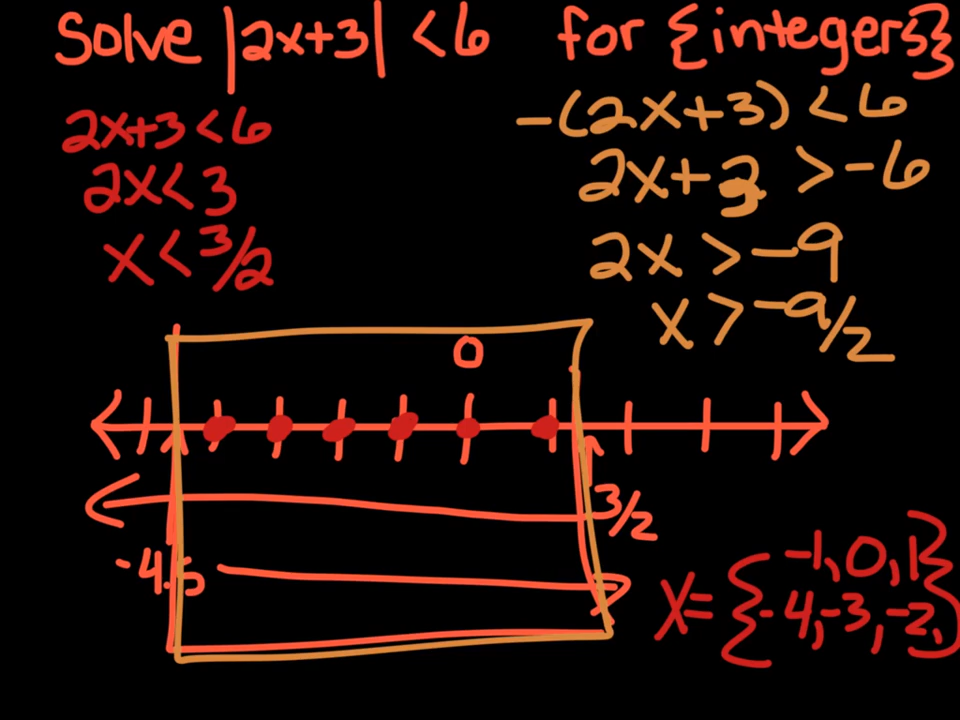 Solve |2x+3| < 6 for {integers}
2x+3 < 6
2x < 3
x < 3/2
-(2x+3) < 6
2x+3 > -6
2x > -9
x > -9/2
0
3/2
-4.5
x = {-4, -3, -2,
-1, 0, 1}